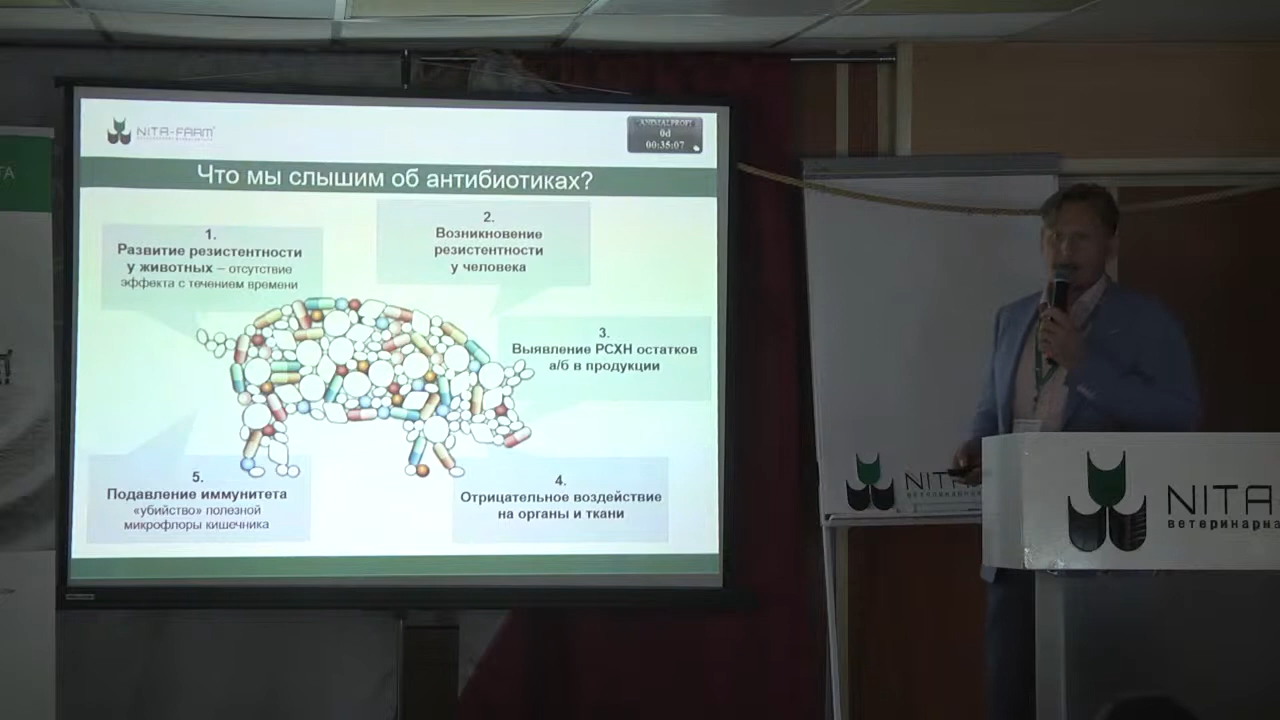 NITA-FARM
ANIMALPROFI
0d
00:35:07
Что мы слышим об антибиотиках?
1.
Развитие резистентности
у животных – отсутствие
эффекта с течением времени
2.
Возникновение
резистентности
у человека
3.
Выявление РСХН остатков
а/б в продукции
5.
Подавление иммунитета
«убийство» полезной
микрофлоры кишечника
4.
Отрицательное воздействие
на органы и ткани
ТА
NITA
ветеринарна